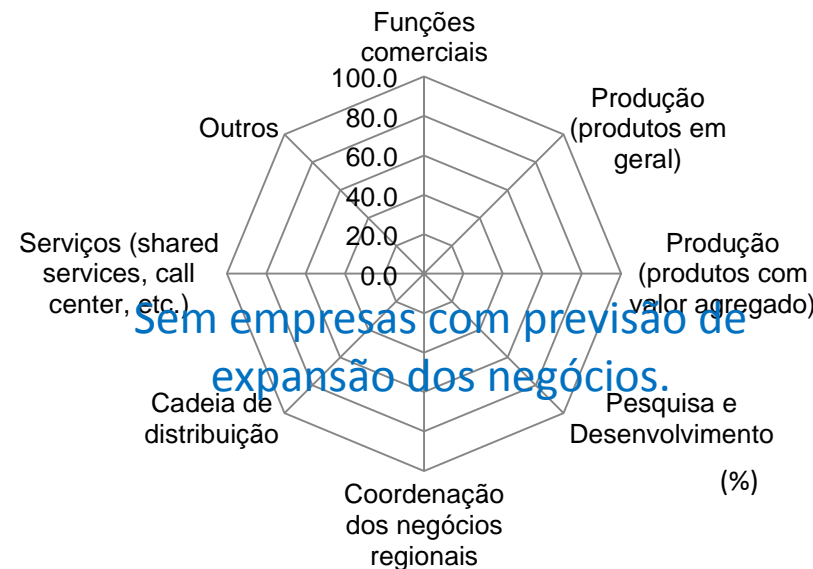 Funções
comerciais
100.0
80.0
60.0
40.0
20.0
0.0
Produção
(produtos em
geral)
Produção
(produtos com
valor agregado)
Pesquisa e
Desenvolvimento
(%)
Coordenação
dos negócios
regionais
Cadeia de
distribuição
Serviços (shared
services, call
center, etc.)
Outros
Sem empresas com previsão de
expansão dos negócios.